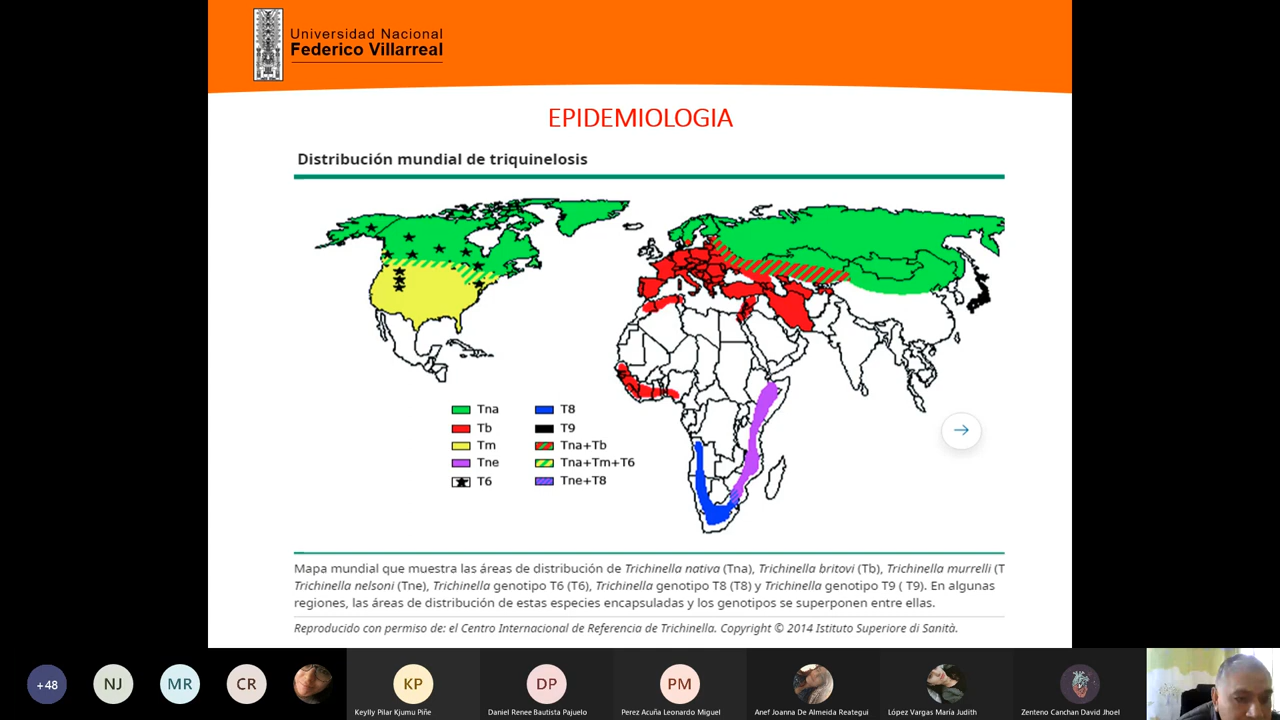 Universidad Nacional
Federico Villarreal
EPIDEMIOLOGIA
Distribución mundial de triquinelosis
Tna
T8
Tb
T9
Tm
Tna+Tb
Tne
Tna+Tm+T6
T6
Tne+T8
Mapa mundial que muestra las áreas de distribución de Trichinella nativa (Tna), Trichinella britovi (Tb), Trichinella murrelli (T
Trichinella nelsoni (Tne), Trichinella genotipo T6 (T6), Trichinella genotipo T8 (T8) y Trichinella genotipo T9 ( T9). En algunas
regiones, las áreas de distribución de estas especies encapsuladas y los genotipos se superponen entre ellas.
Reproducido con permiso de: el Centro Internacional de Referencia de Trichinella. Copyright © 2014 Istituto Superiore di Sanità.
+48
NJ
MR
CR
KP
DP
PM
Keylly Pilar Kjumu Piñe
Daniel Renee Bautista Pajuelo
Perez Acuña Leonardo Miguel
Anef Joanna De Almeida Reategui
López Vargas María Judith
Zenteno Canchan David Jhoel